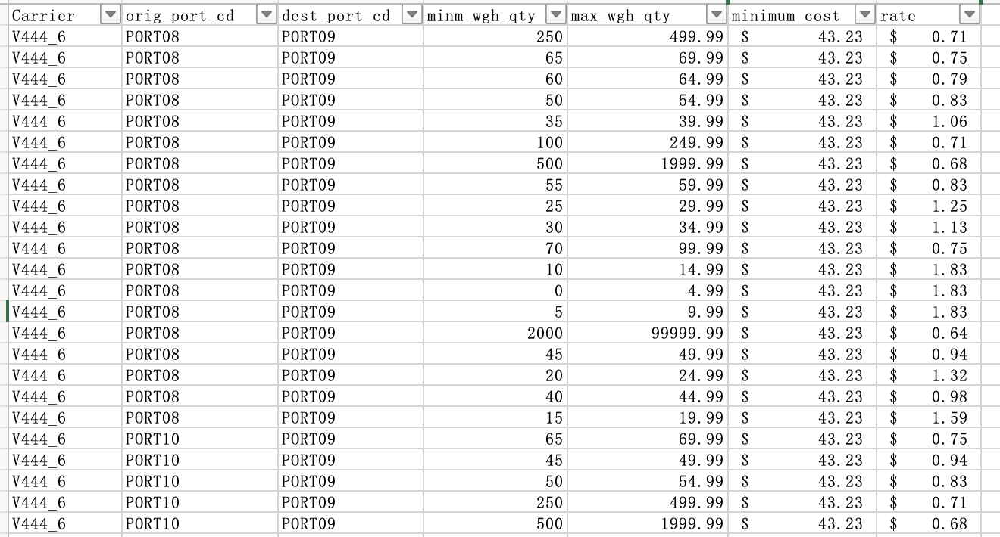 Carrier orig_port_cd dest_port_cd minm_wgh_qty max_wgh_qty minimum cost rate
V444_6 PORT08 PORT09 250 499.99 $ 43.23 $ 0.71
V444_6 PORT08 PORT09 65 69.99 $ 43.23 $ 0.75
V444_6 PORT08 PORT09 60 64.99 $ 43.23 $ 0.79
V444_6 PORT08 PORT09 50 54.99 $ 43.23 $ 0.83
V444_6 PORT08 PORT09 35 39.99 $ 43.23 $ 1.06
V444_6 PORT08 PORT09 100 249.99 $ 43.23 $ 0.71
V444_6 PORT08 PORT09 500 1999.99 $ 43.23 $ 0.68
V444_6 PORT08 PORT09 55 59.99 $ 43.23 $ 0.83
V444_6 PORT08 PORT09 25 29.99 $ 43.23 $ 1.25
V444_6 PORT08 PORT09 30 34.99 $ 43.23 $ 1.13
V444_6 PORT08 PORT09 70 99.99 $ 43.23 $ 0.75
V444_6 PORT08 PORT09 10 14.99 $ 43.23 $ 1.83
V444_6 PORT08 PORT09 0 4.99 $ 43.23 $ 1.83
V444_6 PORT08 PORT09 5 9.99 $ 43.23 $ 1.83
V444_6 PORT08 PORT09 2000 99999.99 $ 43.23 $ 0.64
V444_6 PORT08 PORT09 45 49.99 $ 43.23 $ 0.94
V444_6 PORT08 PORT09 20 24.99 $ 43.23 $ 1.32
V444_6 PORT08 PORT09 40 44.99 $ 43.23 $ 0.98
V444_6 PORT08 PORT09 15 19.99 $ 43.23 $ 1.59
V444_6 PORT10 PORT09 65 69.99 $ 43.23 $ 0.75
V444_6 PORT10 PORT09 45 49.99 $ 43.23 $ 0.94
V444_6 PORT10 PORT09 50 54.99 $ 43.23 $ 0.83
V444_6 PORT10 PORT09 250 499.99 $ 43.23 $ 0.71
V444_6 PORT10 PORT09 500 1999.99 $ 43.23 $ 0.68